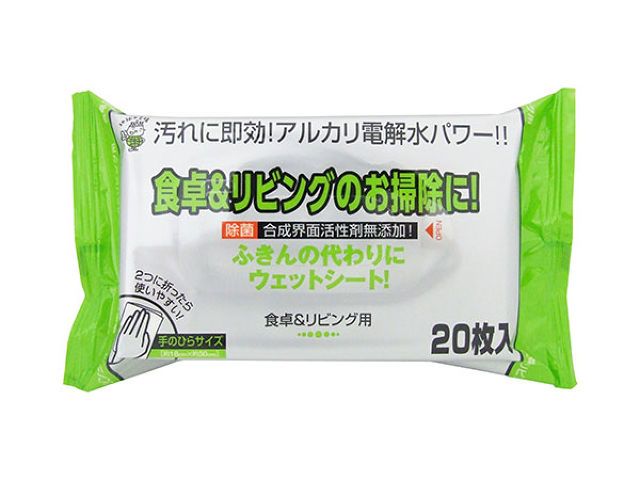 汚れに即効!アルカリ電解水パワー!!
食卓&リビングのお掃除に!
除菌 合成界面活性剤無添加!
OPEN
ふきんの代わりに
ウェットシート!
2つに折ったら
使いやすい!
食卓&リビング用
手のひらサイズ
20枚入